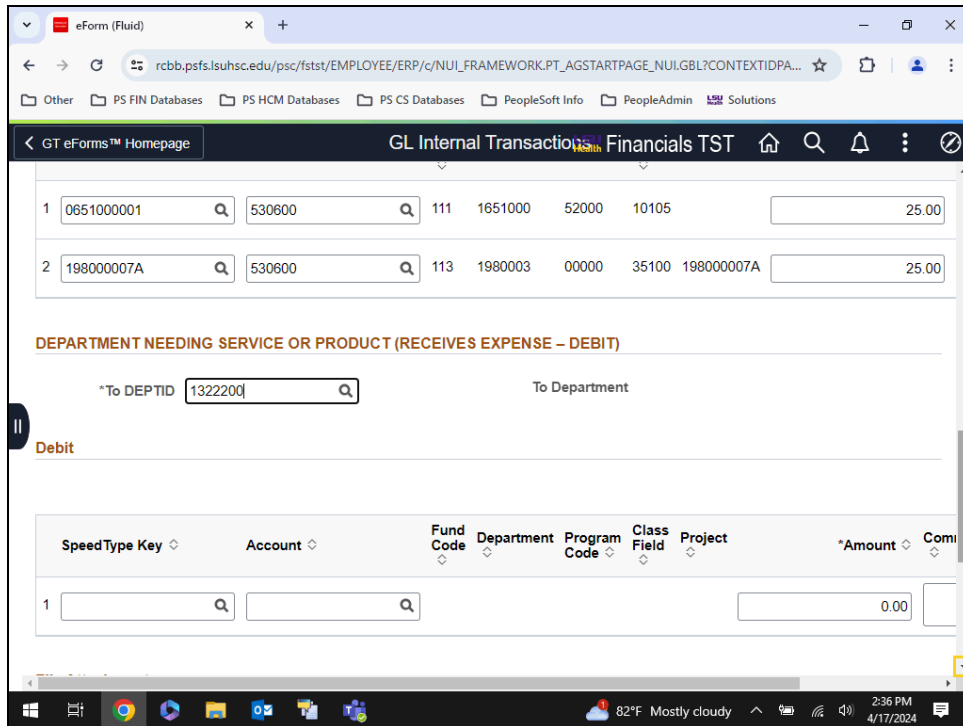 eForm (Fluid)
rcbb.psfs.lsuhsc.edu/psc/fstst/EMPLOYEE/ERP/c/NUI_FRAMEWORK.PT_AGSTARTPAGE_NUI.GBL?CONTEXTIDPA...
Other PS FIN Databases PS HCM Databases PS CS Databases PeopleSoft Info PeopleAdmin LSU Solutions
GT eForms™ Homepage GL Internal Transactions Health Financials TST
1 0651000001 530600 111 1651000 52000 10105 25.00
2 198000007A 530600 113 1980003 00000 35100 198000007A 25.00
DEPARTMENT NEEDING SERVICE OR PRODUCT (RECEIVES EXPENSE – DEBIT)
*To DEPTID 1322200 To Department
Debit
SpeedType Key Account Fund Code Department Program Code Class Field Project *Amount Com
1 0.00
82°F Mostly cloudy 2:36 PM
4/17/2024